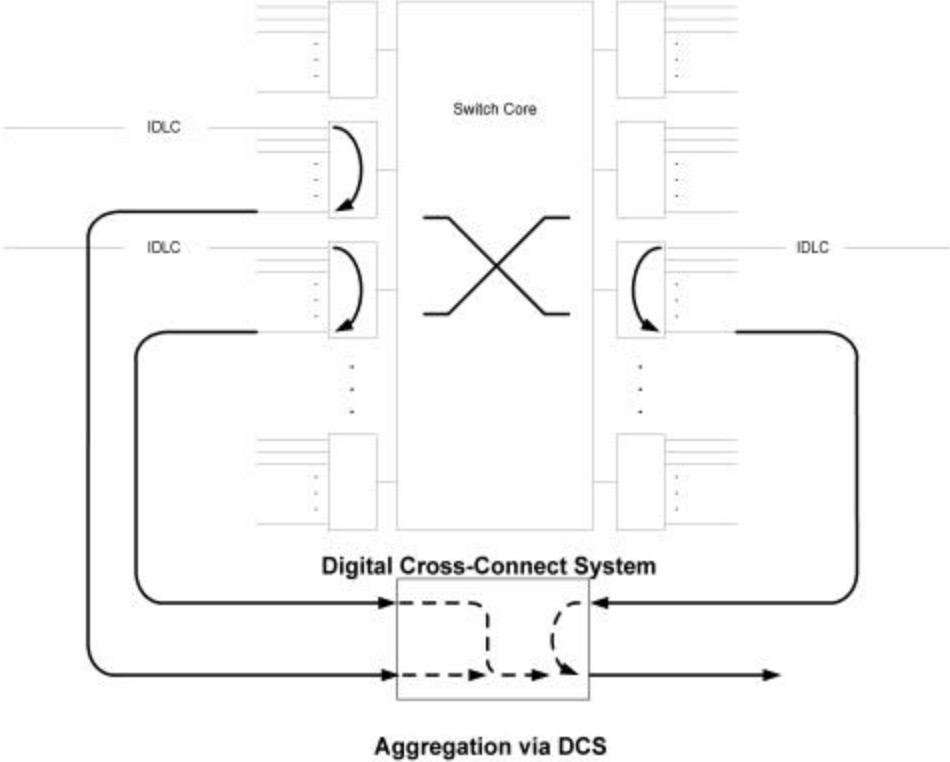 Switch Core
IDLC
IDLC
IDLC
Digital Cross-Connect System
Aggregation via DCS